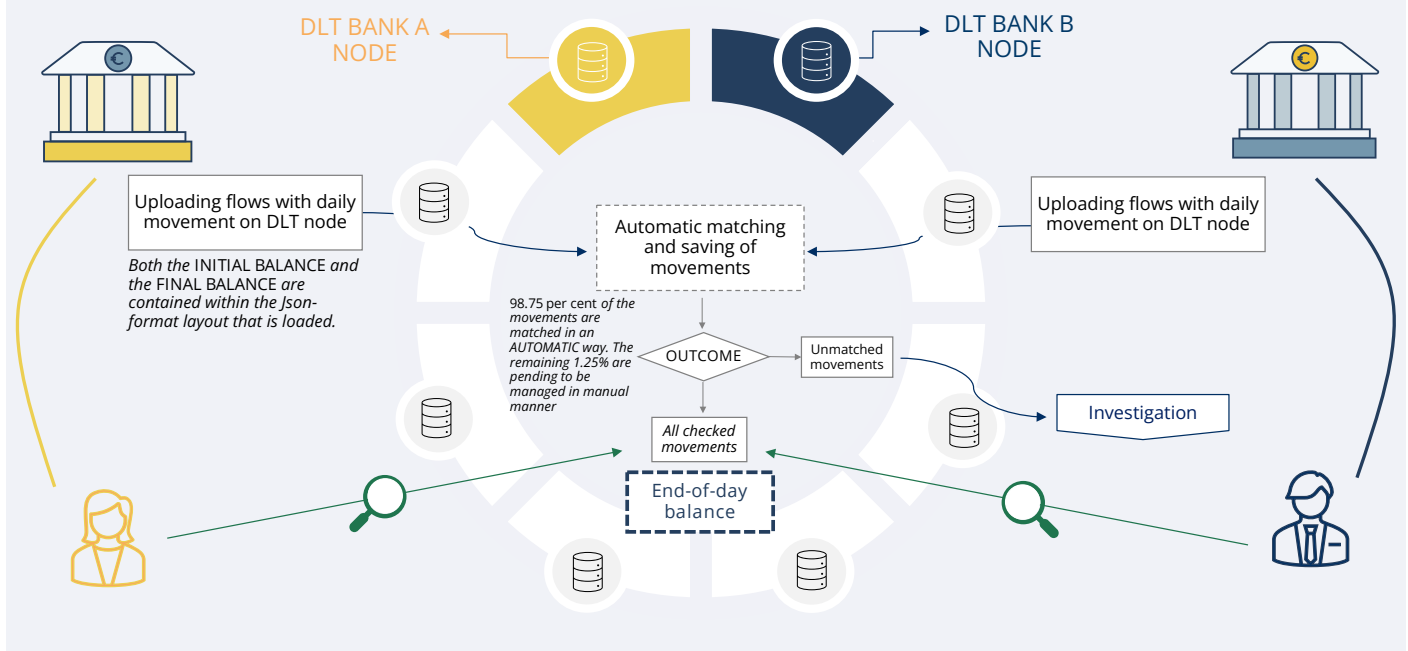 DLT BANK A
NODE
DLT BANK B
NODE
€
€
Uploading flows with daily
movement on DLT node
Both the INITIAL BALANCE and
the FINAL BALANCE are
contained within the Json-
format layout that is loaded.
Automatic matching
and saving of
movements
Uploading flows with daily
movement on DLT node
98.75 per cent of the
movements are
matched in an
AUTOMATIC way. The
remaining 1.25% are
pending to be
managed in manual
manner
OUTCOME
Unmatched
movements
Investigation
All checked
movements
End-of-day
balance